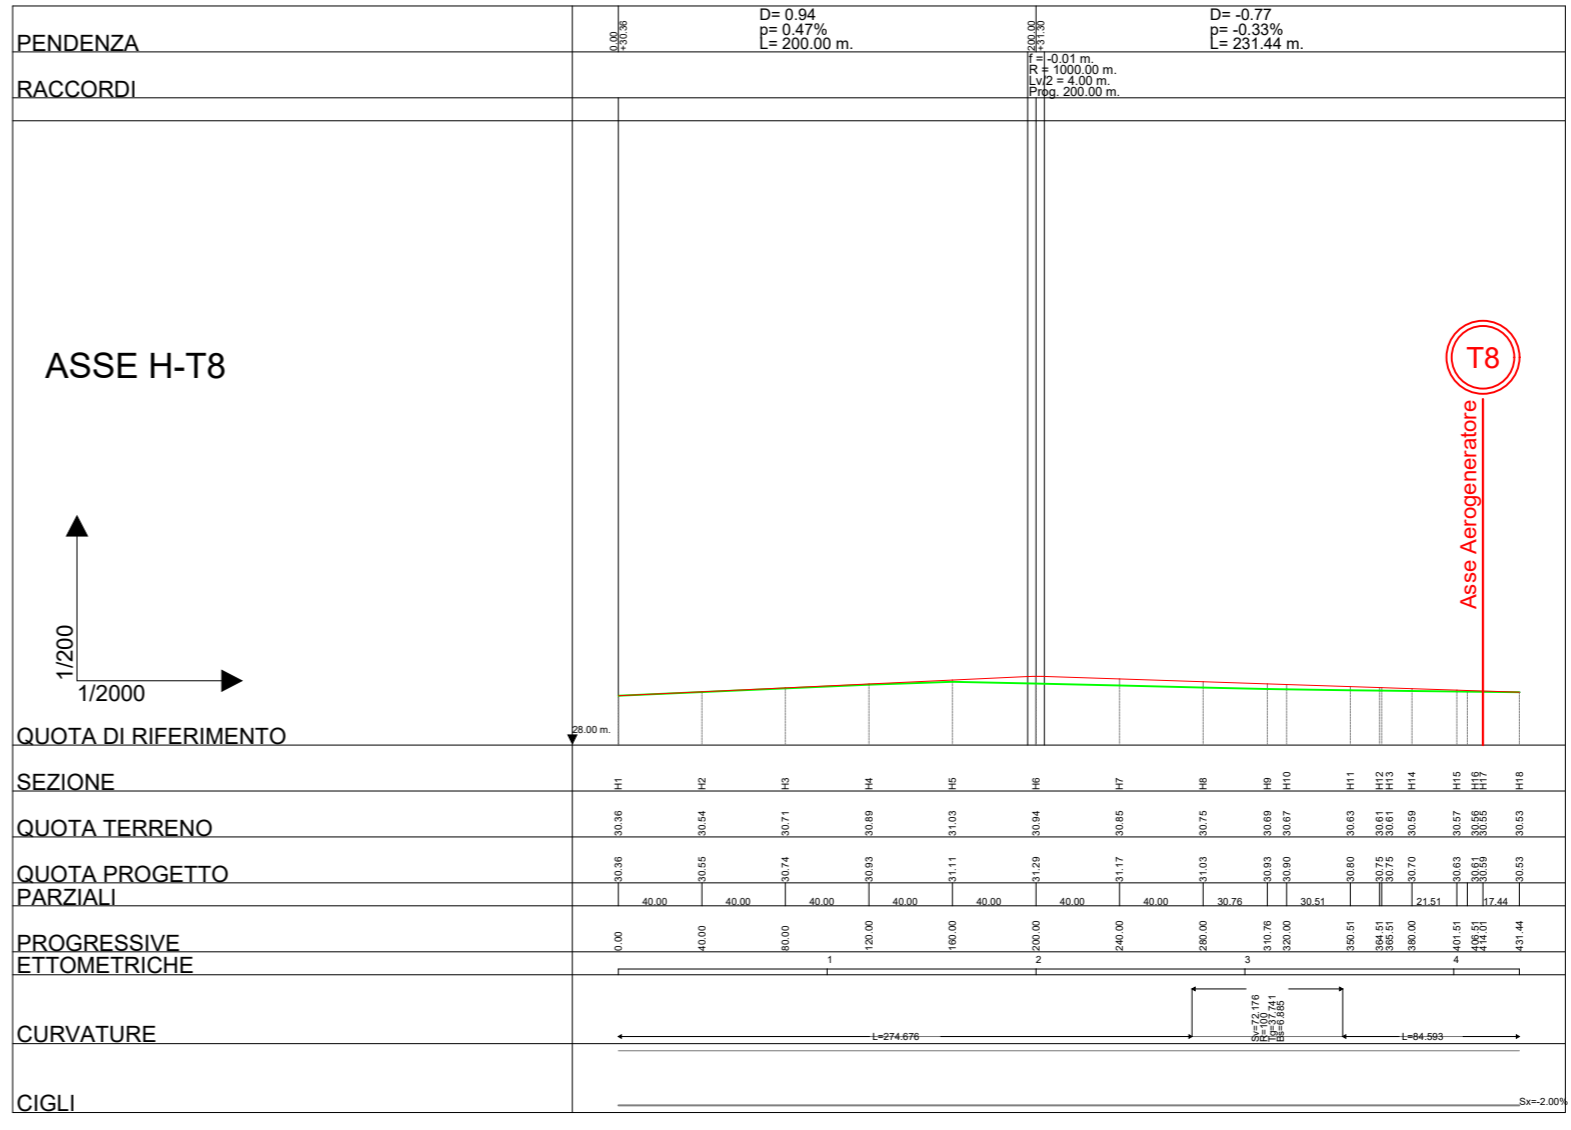 PENDENZA
0.00
+30.36
D= 0.94
p= 0.47%
L= 200.00 m.
200.00
+31.30
D= -0.77
p= -0.33%
L= 231.44 m.
RACCORDI
f = -0.01 m.
R = 1000.00 m.
Lv/2 = 4.00 m.
Prog. 200.00 m.
ASSE H-T8
T8
Asse Aerogeneratore
1/200
1/2000
QUOTA DI RIFERIMENTO
28.00 m.
SEZIONE H1 H2 H3 H4 H5 H6 H7 H8 H9 H10 H11 H12 H13 H14 H15 H16 H17 H18
QUOTA TERRENO 30.36 30.54 30.71 30.89 31.03 30.94 30.85 30.75 30.69 30.67 30.63 30.61 30.61 30.59 30.57 30.56 30.55 30.53
QUOTA PROGETTO 30.36 30.55 30.74 30.93 31.11 31.29 31.17 31.03 30.93 30.90 30.80 30.75 30.75 30.70 30.63 30.61 30.59 30.53
PARZIALI 40.00 40.00 40.00 40.00 40.00 40.00 40.00 30.76 30.51 21.51 17.44
PROGRESSIVE 0.00 40.00 80.00 120.00 160.00 200.00 240.00 280.00 310.76 320.00 350.51 364.51 365.51 380.00 401.51 406.51 414.01 431.44
ETTOMETRICHE 1 2 3 4
CURVATURE
L=274.676
Sv=72.176
R=100
Tg=37.741
Bs=6.885
L=84.593
CIGLI
Sx=-2.00%